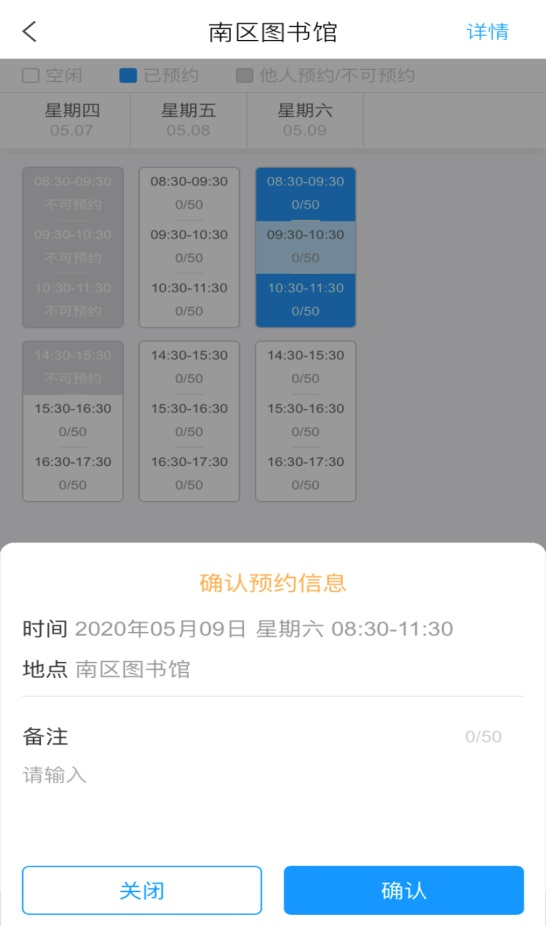 南区图书馆 详情
空闲 已预约 他人预约/不可预约
星期四 星期五 星期六
05.07 05.08 05.09
08:30-09:30 08:30-09:30 08:30-09:30
不可预约 0/50 0/50
09:30-10:30 09:30-10:30 09:30-10:30
不可预约 0/50 0/50
10:30-11:30 10:30-11:30 10:30-11:30
不可预约 0/50 0/50
14:30-15:30 14:30-15:30 14:30-15:30
不可预约 0/50 0/50
15:30-16:30 15:30-16:30 15:30-16:30
0/50 0/50 0/50
16:30-17:30 16:30-17:30 16:30-17:30
0/50 0/50 0/50
确认预约信息
时间 2020年05月09日 星期六 08:30-11:30
地点 南区图书馆
备注 0/50
请输入
关闭 确认